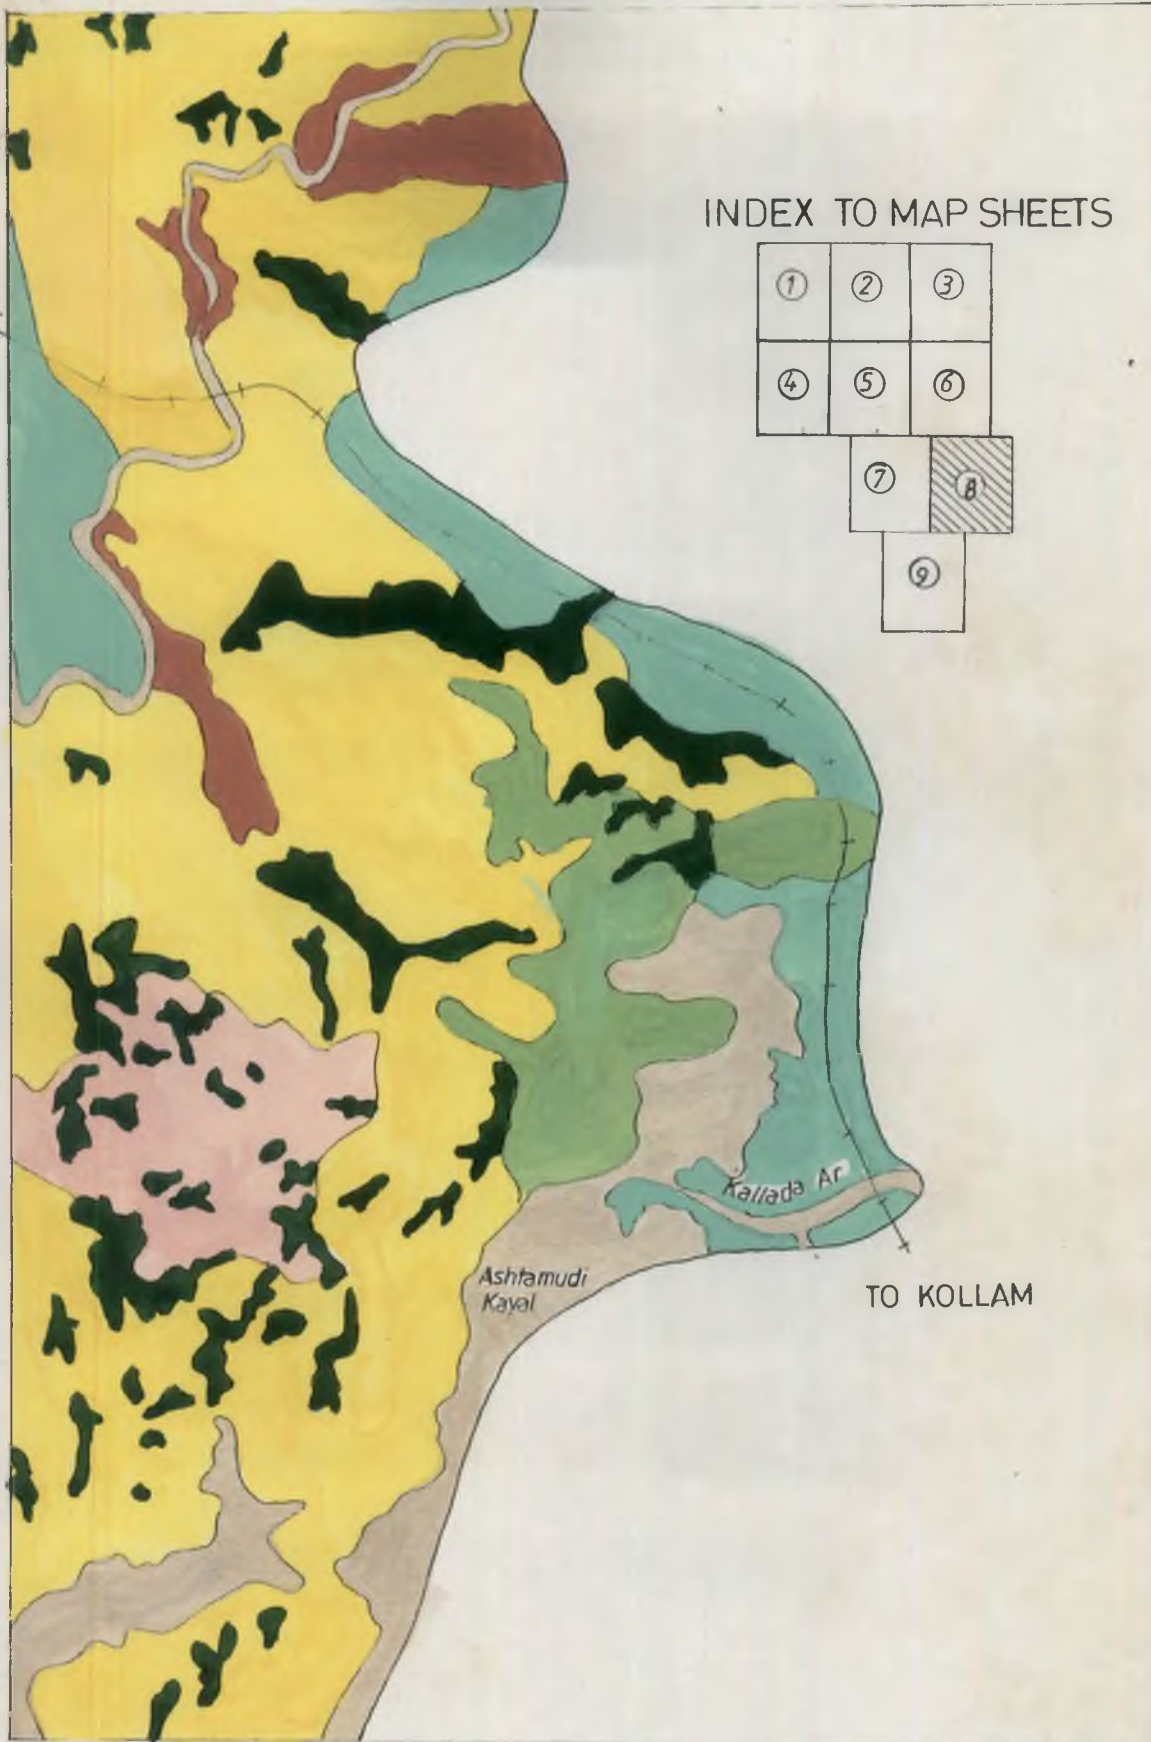 INDEX TO MAP SHEETS
1 2 3
4 5 6
7 8
9
Kallada Ar
Ashtamudi
Kayal
TO KOLLAM